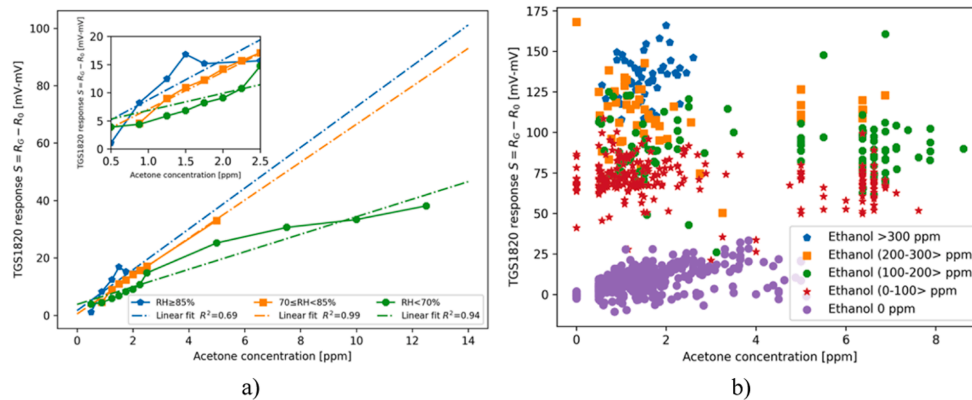 TGS1820 response S = R_G − R_0 [mV-mV]
100
80
60
40
20
0
TGS1820 response S = R_G − R_0 [mV-mV]
20
15
10
5
0
0.5 1.0 1.5 2.0 2.5
Acetone concentration [ppm]
RH≥85% 70≤RH<85% RH<70%
Linear fit R²=0.69 Linear fit R²=0.99 Linear fit R²=0.94
0 2 4 6 8 10 12 14
Acetone concentration [ppm]
a)
TGS1820 response S = R_G − R_0 [mV-mV]
175
150
125
100
75
50
25
0
Ethanol >300 ppm
Ethanol (200-300> ppm
Ethanol (100-200> ppm
Ethanol (0-100> ppm
Ethanol 0 ppm
0 2 4 6 8
Acetone concentration [ppm]
b)